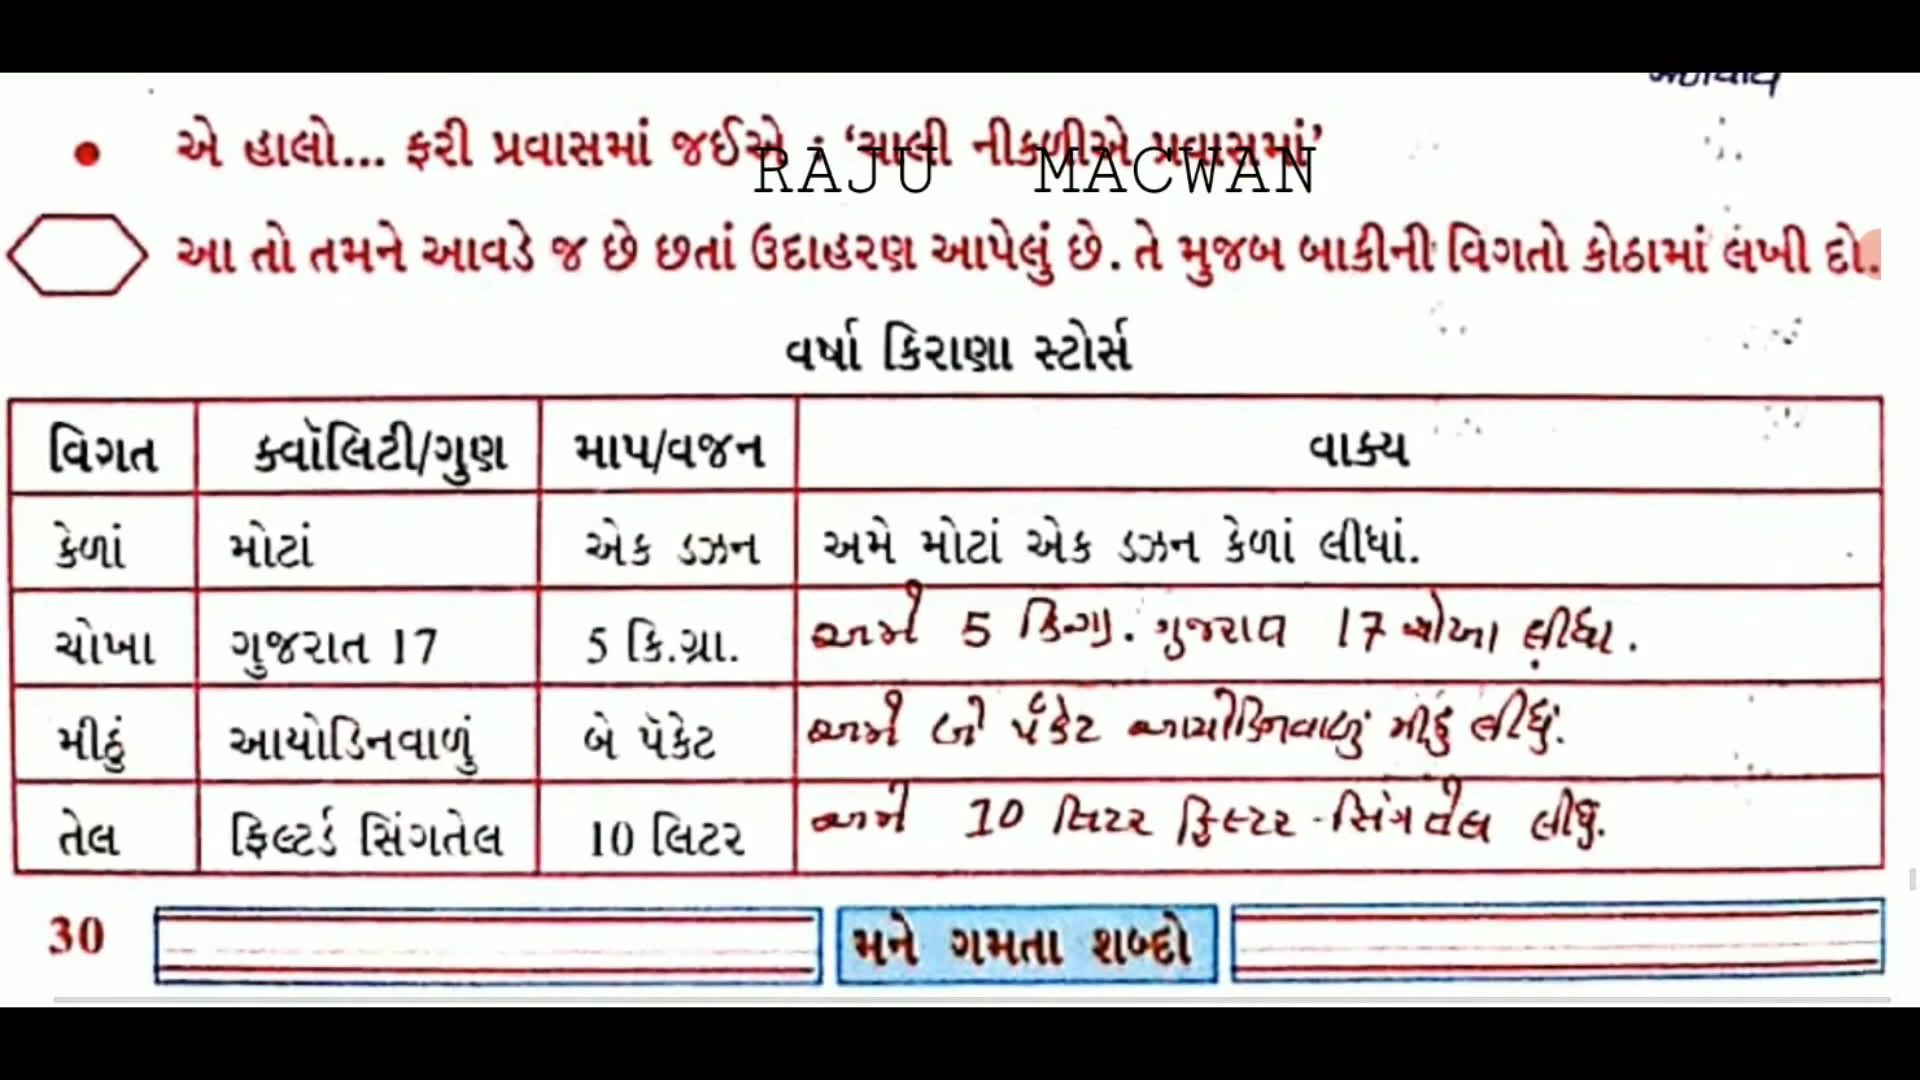 • એ હાલો... ફરી પ્રવાસમાં જઈએ : ‘ચાલી નીકળીએ પ્રવાસમાં’
RAJU MACWAN
આ તો તમને આવડે જ છે છતાં ઉદાહરણ આપેલું છે. તે મુજબ બાકીની વિગતો કોઠામાં લખી દો.
વર્ષા કિરાણા સ્ટોર્સ
વિગત ક્વૉલિટી/ગુણ માપ/વજન વાક્ય
કેળાં મોટાં એક ડઝન અમે મોટાં એક ડઝન કેળાં લીધાં.
ચોખા ગુજરાત 17 5 કિ.ગ્રા. અમે 5 કિગ્રા. ગુજરાત 17 ચોખા લીધા.
મીઠું આયોડિનવાળું બે પૅકેટ અમે બે પૅકેટ આયોડિનવાળું મીઠું લીધું.
તેલ ફિલ્ટર્ડ સિંગતેલ 10 લિટર અમે 10 લિટર ફિલ્ટર સિંગતેલ લીધું.
30 મને ગમતા શબ્દો